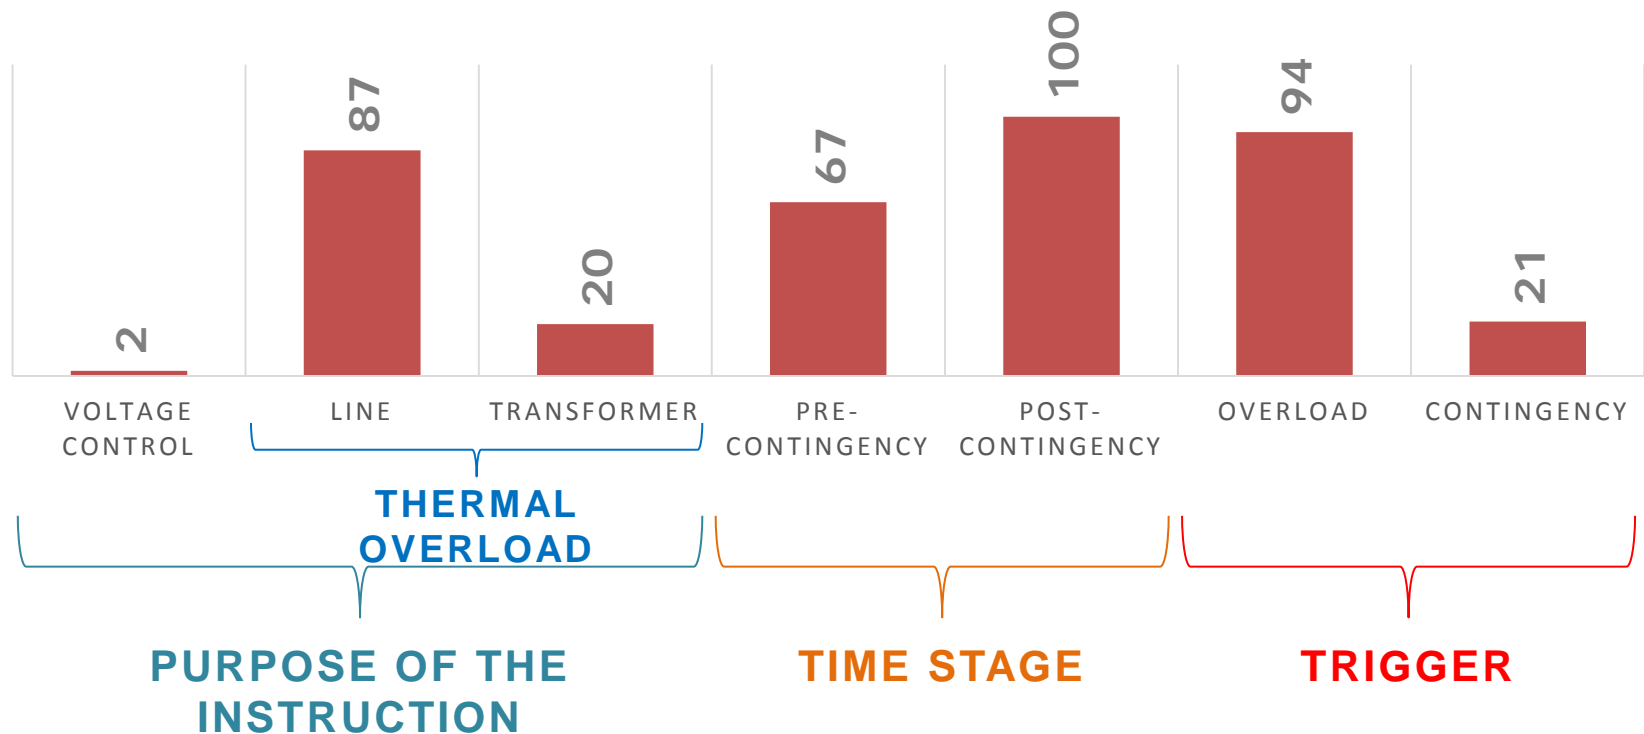 2
87
20
67
100
94
21
VOLTAGE
CONTROL
LINE
TRANSFORMER
PRE-
CONTINGENCY
POST-
CONTINGENCY
OVERLOAD
CONTINGENCY
THERMAL
OVERLOAD
PURPOSE OF THE
INSTRUCTION
TIME STAGE
TRIGGER